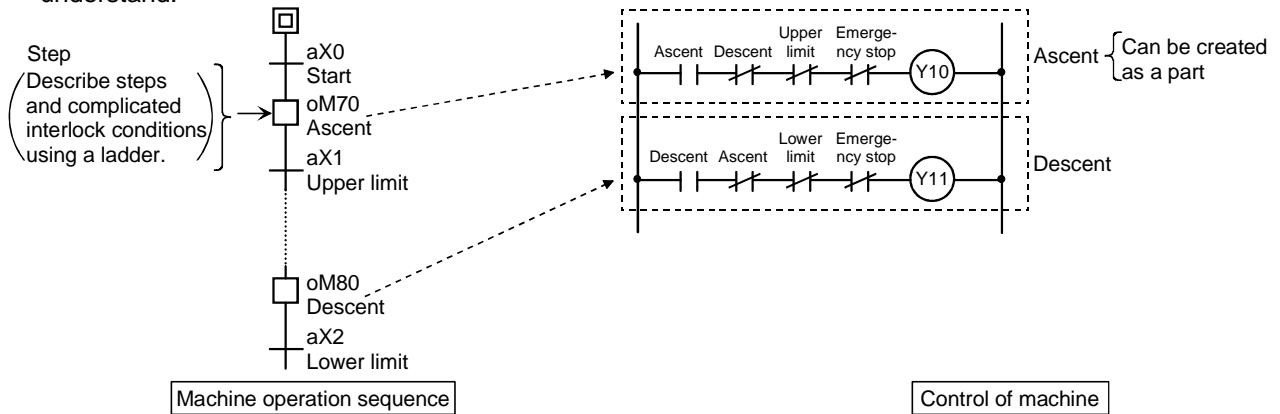 understand.
Step
Describe steps
and complicated
interlock conditions
using a ladder.
aX0
Start
oM70
Ascent
aX1
Upper limit
oM80
Descent
aX2
Lower limit
Machine operation sequence
Ascent Descent Upper limit Emerge-ncy stop
Y10
Ascent
Can be created
as a part
Descent Ascent Lower limit Emerge-ncy stop
Y11
Descent
Control of machine